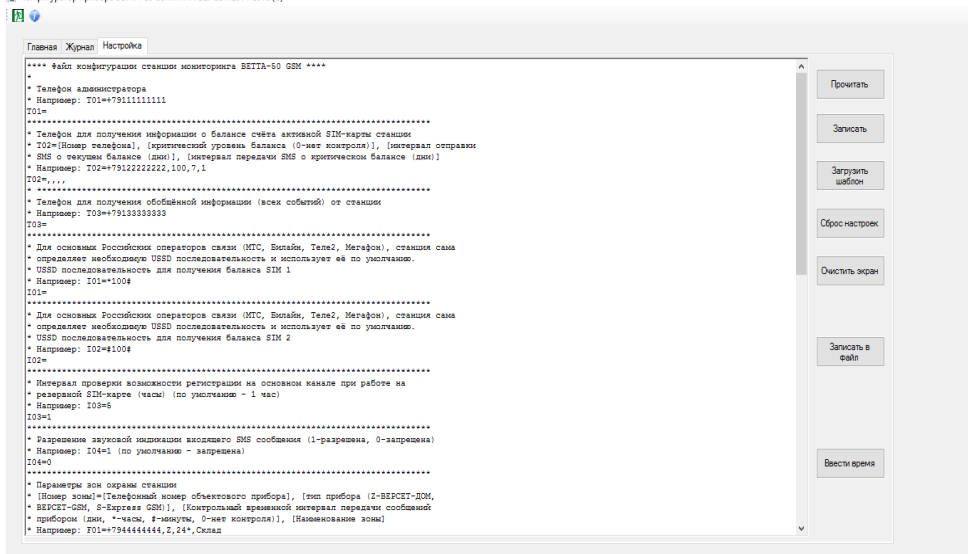 Главная Журнал Настройка
**** Файл конфигурации станции мониторинга BETTA-50 GSM ****
*
* Телефон администратора
* Например: T01=+79111111111
T01=
********************************************************************************
* Телефон для получения информации о балансе счёта активной SIM-карты станции
* T02=[Номер телефона], [критический уровень баланса (0-нет контроля)], [интервал отправки
* SMS о текущем балансе (дни)], [интервал передачи SMS о критическом балансе (дни)]
* Например: T02=+79122222222,100,7,1
T02=,,,,
* ******************************************************************************
* Телефон для получения обобщённой информации (всех событий) от станции
* Например: T03=+79133333333
T03=
********************************************************************************
* Для основных Российских операторов связи (МТС, Билайн, Теле2, Мегафон), станция сама
* определяет необходимую USSD последовательность и использует её по умолчанию.
* USSD последовательность для получения баланса SIM 1
* Например: I01=*100#
I01=
********************************************************************************
* Для основных Российских операторов связи (МТС, Билайн, Теле2, Мегафон), станция сама
* определяет необходимую USSD последовательность и использует её по умолчанию.
* USSD последовательность для получения баланса SIM 2
* Например: I02=#100#
I02=
********************************************************************************
* Интервал проверки возможности регистрации на основном канале при работе на
* резервной SIM-карте (часы) (по умолчанию - 1 час)
* Например: I03=5
I03=1
********************************************************************************
* Разрешение звуковой индикации входящего SMS сообщения (1-разрешена, 0-запрещена)
* Например: I04=1 (по умолчанию - запрещена)
I04=0
********************************************************************************
* Параметры зон охраны станции
* [Номер зоны]=[Телефонный номер объектового прибора], [тип прибора (Z-ВЕРСЕТ-ДОМ,
* ВЕРСЕТ-GSM, S-Express GSM)], [Контрольный временной интервал передачи сообщений
* прибором (дни, *-часы, #-минуты, 0-нет контроля)], [Наименование зоны]
* Например: F01=+7944444444,Z,24*,Склад
Прочитать
Записать
Загрузить
шаблон
Сброс настроек
Очистить экран
Записать в
файл
Ввести время